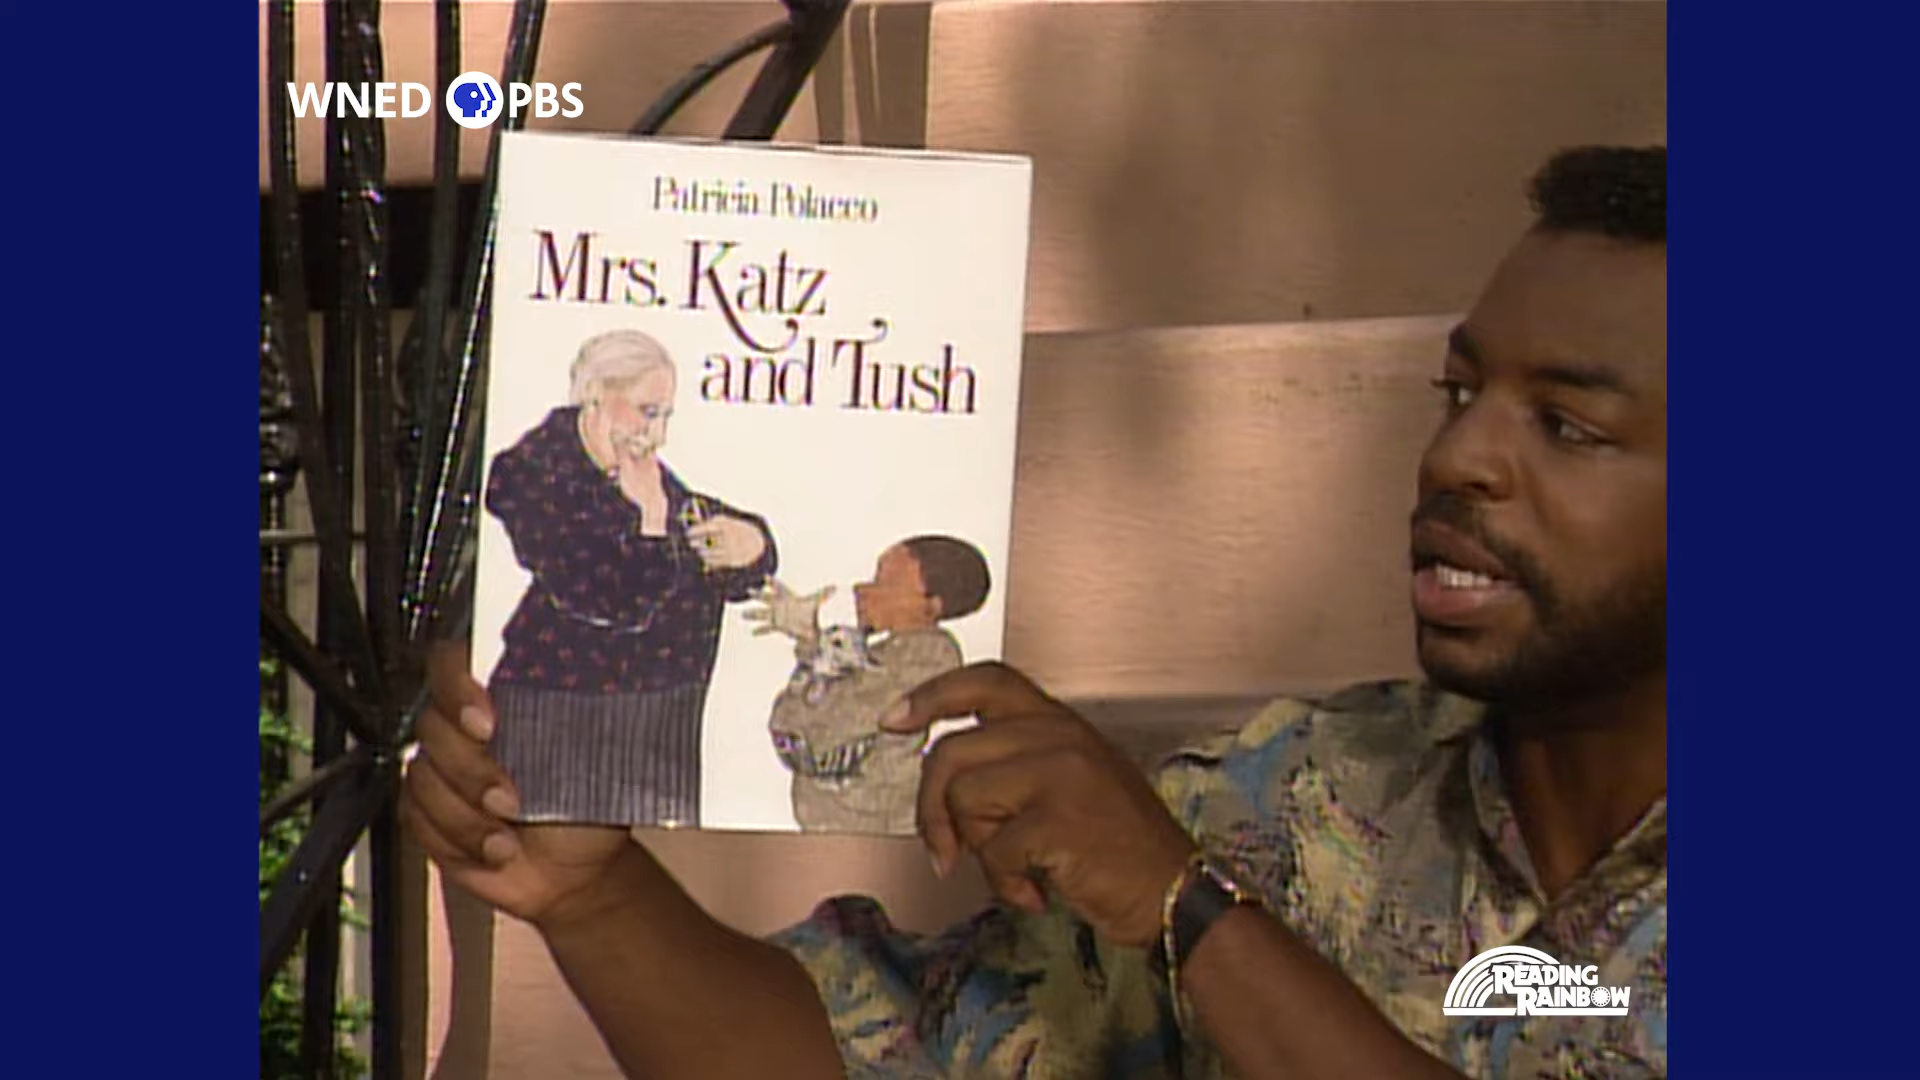 WNED PBS
Patricia Polacco
Mrs. Katz
and Tush
READING
RAINBOW